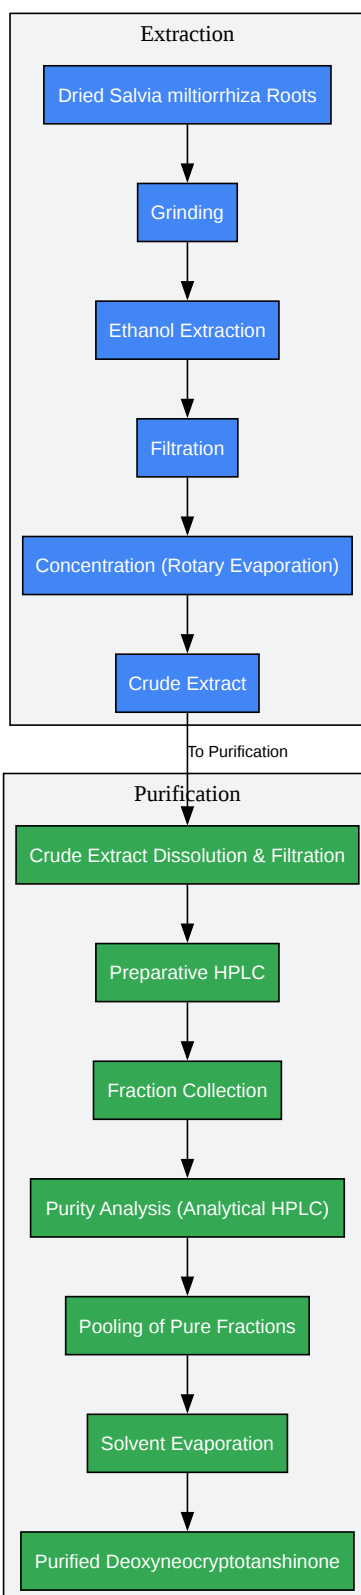 Extraction
Dried Salvia miltiorrhiza Roots
Grinding
Ethanol Extraction
Filtration
Concentration (Rotary Evaporation)
Crude Extract
To Purification
Purification
Crude Extract Dissolution & Filtration
Preparative HPLC
Fraction Collection
Purity Analysis (Analytical HPLC)
Pooling of Pure Fractions
Solvent Evaporation
Purified Deoxyneocryptotanshinone